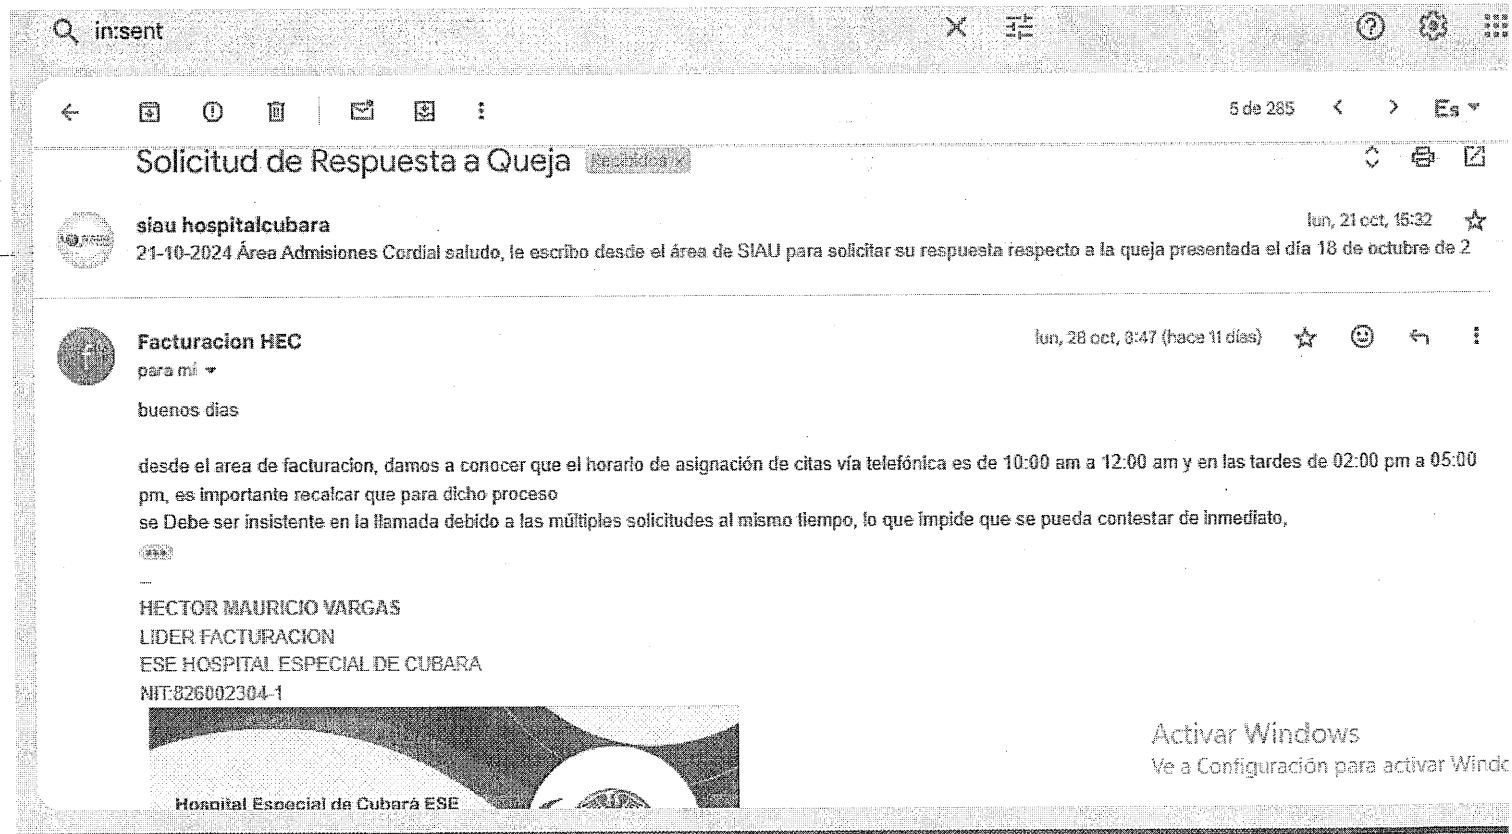 in:sent
5 de 285
Es
Solicitud de Respuesta a Queja
siau hospitalcubara
lun, 21 oct, 15:32
21-10-2024 Área Admisiones Cordial saludo, le escribo desde el área de SIAU para solicitar su respuesta respecto a la queja presentada el día 18 de octubre de 2
f
Facturacion HEC
lun, 28 oct, 8:47 (hace 11 días)
para mí
buenos dias
desde el area de facturacion, damos a conocer que el horario de asignación de citas vía telefónica es de 10:00 am a 12:00 am y en las tardes de 02:00 pm a 05:00
pm, es importante recalcar que para dicho proceso
se Debe ser insistente en la llamada debido a las múltiples solicitudes al mismo tiempo, lo que impide que se pueda contestar de inmediato,
...
--
HECTOR MAURICIO VARGAS
LIDER FACTURACION
ESE HOSPITAL ESPECIAL DE CUBARA
NIT:826002304-1
Activar Windows
Ve a Configuración para activar Windo
Hospital Especial de Cubará ESE